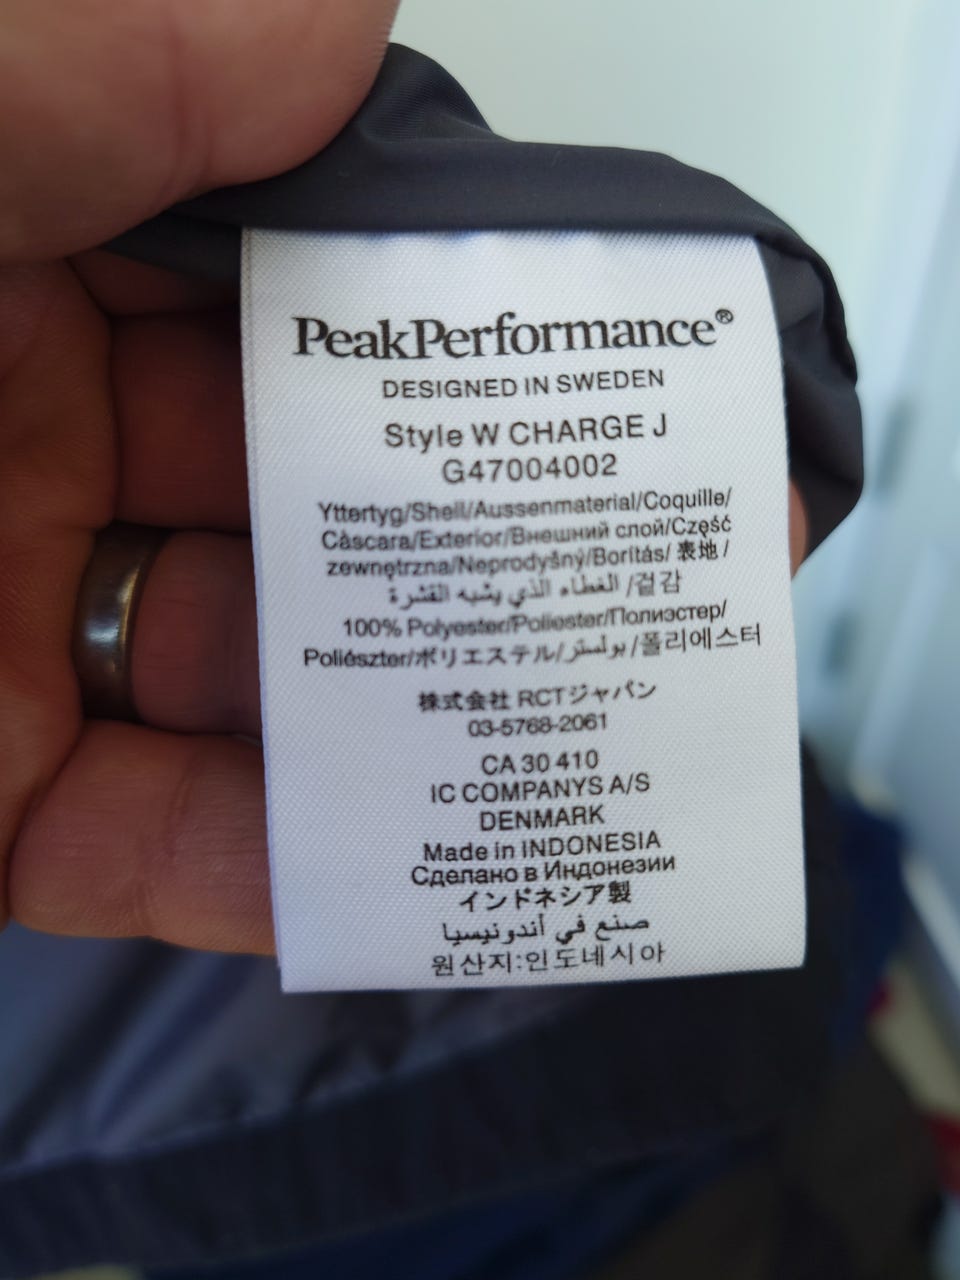 PeakPerformance®
DESIGNED IN SWEDEN
Style W CHARGE J
G47004002
Yttertyg/Shell/Aussenmaterial/Coquille/
Càscara/Exterior/Внешний слой/Część
zewnętrzna/Neprodyšný/Borítás/ 表地 /
겉감/ الغطاء الذي يشبه القشرة
100% Polyester/Poliester/Полиэстер/
Poliészter/ポリエステル/بولستر/폴리에스터
株式会社 RCTジャパン
03-5768-2061
CA 30 410
IC COMPANYS A/S
DENMARK
Made in INDONESIA
Сделано в Индонезии
インドネシア製
صنع في أندونيسيا
원산지:인도네시아